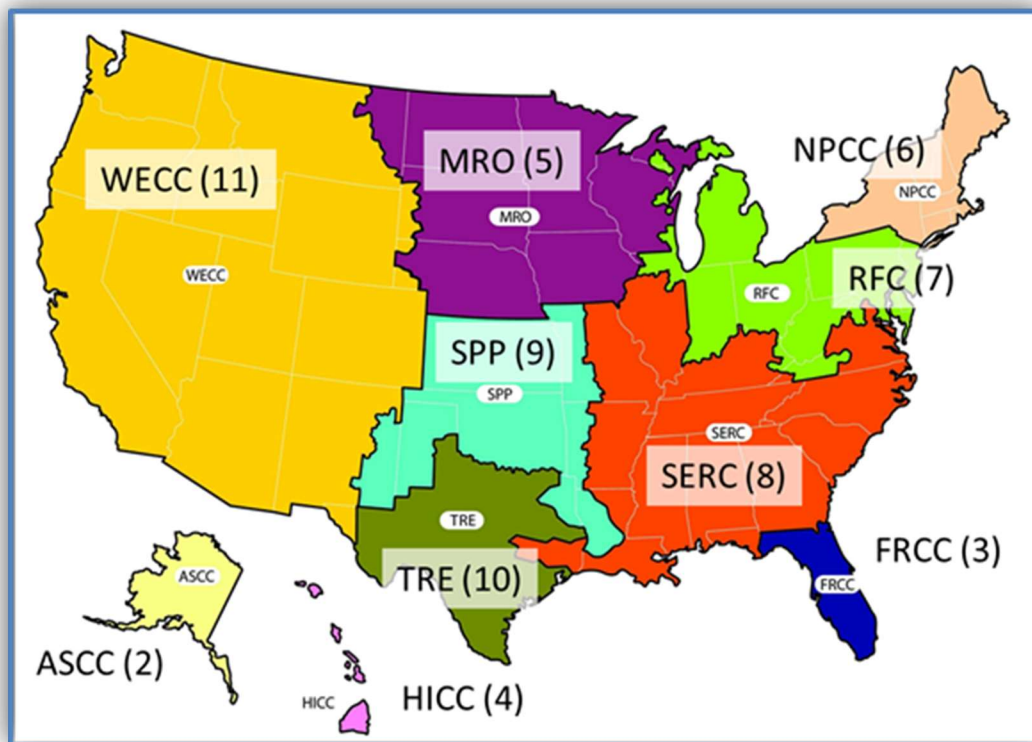 WECC (11)
MRO (5)
NPCC (6)
NPCC
MRO
WECC
RFC
RFC (7)
SPP (9)
SPP
SERC
SERC (8)
TRE
TRE (10)
FRCC (3)
FRCC
ASCC
ASCC (2)
HICC
HICC (4)